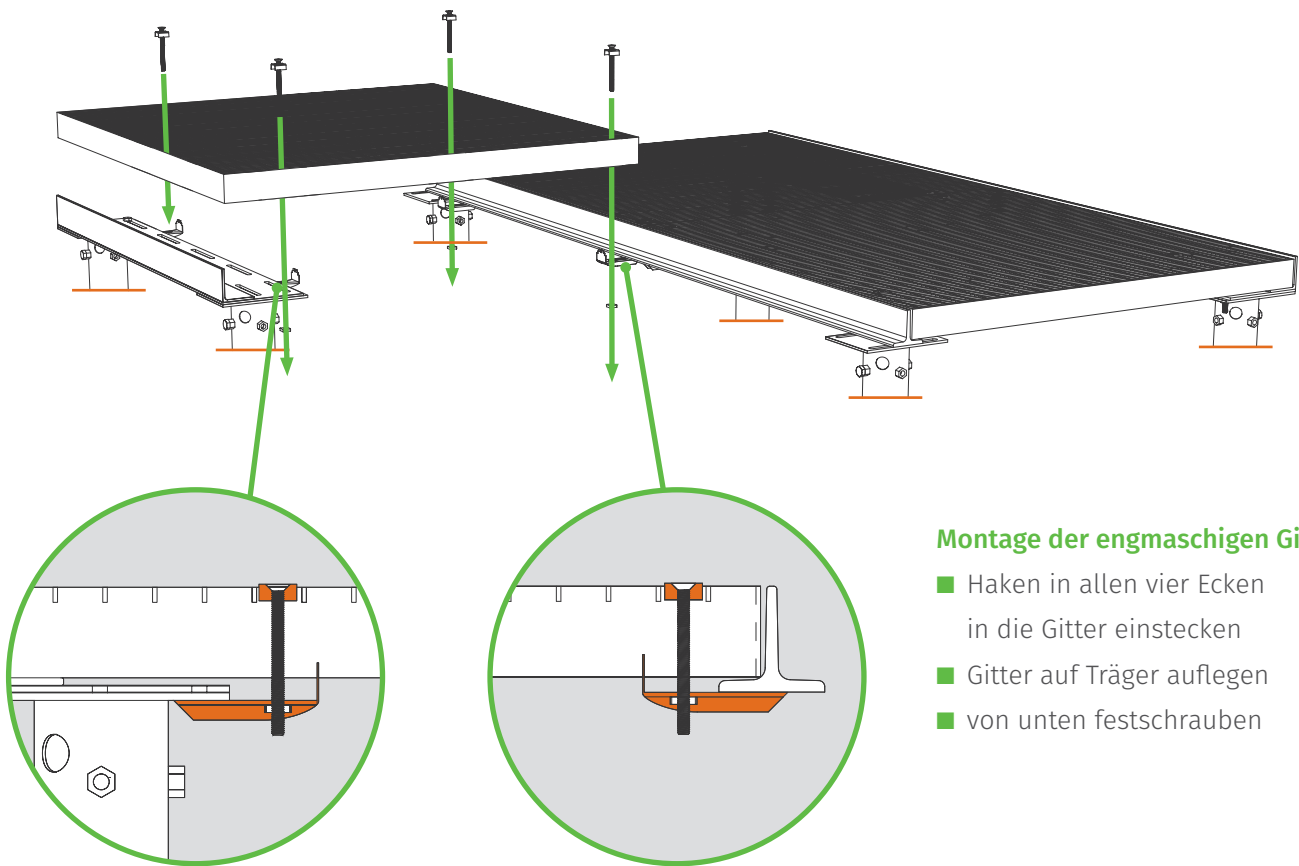 Montage der engmaschigen Gi
■ Haken in allen vier Ecken
in die Gitter einstecken
■ Gitter auf Träger auflegen
■ von unten festschrauben